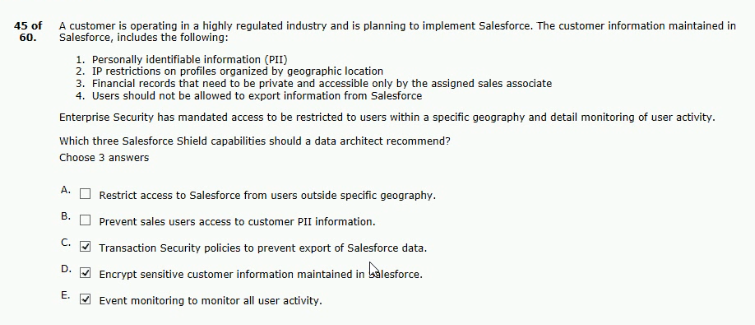 45 of 60. A customer is operating in a highly regulated industry and is planning to implement Salesforce. The customer information maintained in
Salesforce, includes the following:
1. Personally identifiable information (PII)
2. IP restrictions on profiles organized by geographic location
3. Financial records that need to be private and accessible only by the assigned sales associate
4. Users should not be allowed to export information from Salesforce
Enterprise Security has mandated access to be restricted to users within a specific geography and detail monitoring of user activity.
Which three Salesforce Shield capabilities should a data architect recommend?
Choose 3 answers
A. Restrict access to Salesforce from users outside specific geography.
B. Prevent sales users access to customer PII information.
C. Transaction Security policies to prevent export of Salesforce data.
D. Encrypt sensitive customer information maintained in Salesforce.
E. Event monitoring to monitor all user activity.